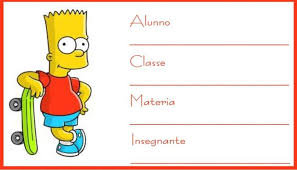 Alunno
Classe
Materia
Insegnante